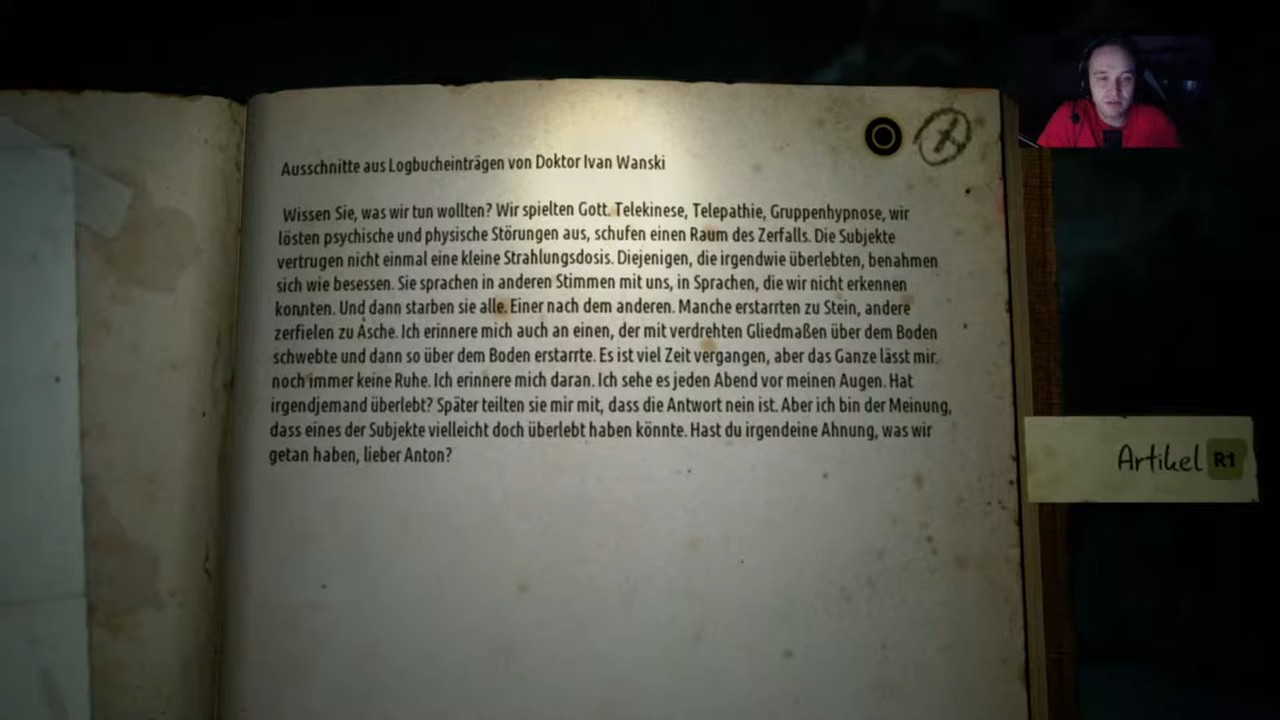 Ausschnitte aus Logbucheinträgen von Doktor Ivan Wanski
Wissen Sie, was wir tun wollten? Wir spielten Gott. Telekinese, Telepathie, Gruppenhypnose, wir
lösten psychische und physische Störungen aus, schufen einen Raum des Zerfalls. Die Subjekte
vertrugen nicht einmal eine kleine Strahlungsdosis. Diejenigen, die irgendwie überlebten, benahmen
sich wie besessen. Sie sprachen in anderen Stimmen mit uns, in Sprachen, die wir nicht erkennen
konnten. Und dann starben sie alle. Einer nach dem anderen. Manche erstarrten zu Stein, andere
zerfielen zu Asche. Ich erinnere mich auch an einen, der mit verdrehten Gliedmaßen über dem Boden
schwebte und dann so über dem Boden erstarrte. Es ist viel Zeit vergangen, aber das Ganze lässt mir
noch immer keine Ruhe. Ich erinnere mich daran. Ich sehe es jeden Abend vor meinen Augen. Hat
irgendjemand überlebt? Später teilten sie mir mit, dass die Antwort nein ist. Aber ich bin der Meinung,
dass eines der Subjekte vielleicht doch überlebt haben könnte. Hast du irgendeine Ahnung, was wir
getan haben, lieber Anton?
Artikel R1